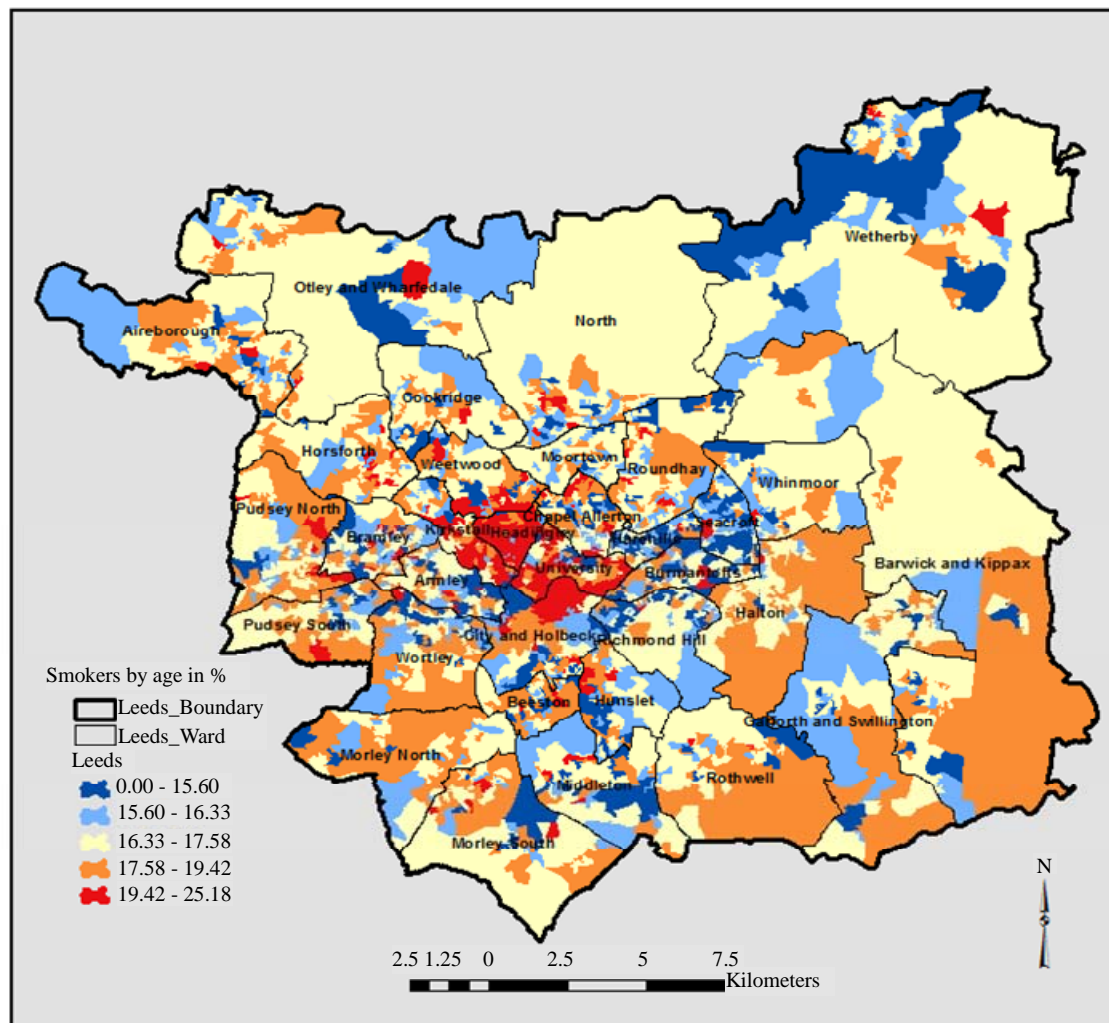 Wetherby
Otley and Wharfedale
North
Aireborough
Cookridge
Horsforth
Weetwood
Moortown
Roundhay
Whinmoor
Pudsey North
Chapel Allerton
Seacroft
Kirkstall
Headingley
Bramley
Harehills
University
Burmantofts
Barwick and Kippax
Armley
Halton
Pudsey South
City and Holbeck
Richmond Hill
Wortley
Beeston
Hunslet
Garforth and Swillington
Morley North
Rothwell
Middleton
Morley South
Smokers by age in %
Leeds_Boundary
Leeds_Ward
Leeds
0.00 - 15.60
15.60 - 16.33
16.33 - 17.58
17.58 - 19.42
19.42 - 25.18
N
2.5 1.25 0 2.5 5 7.5
Kilometers